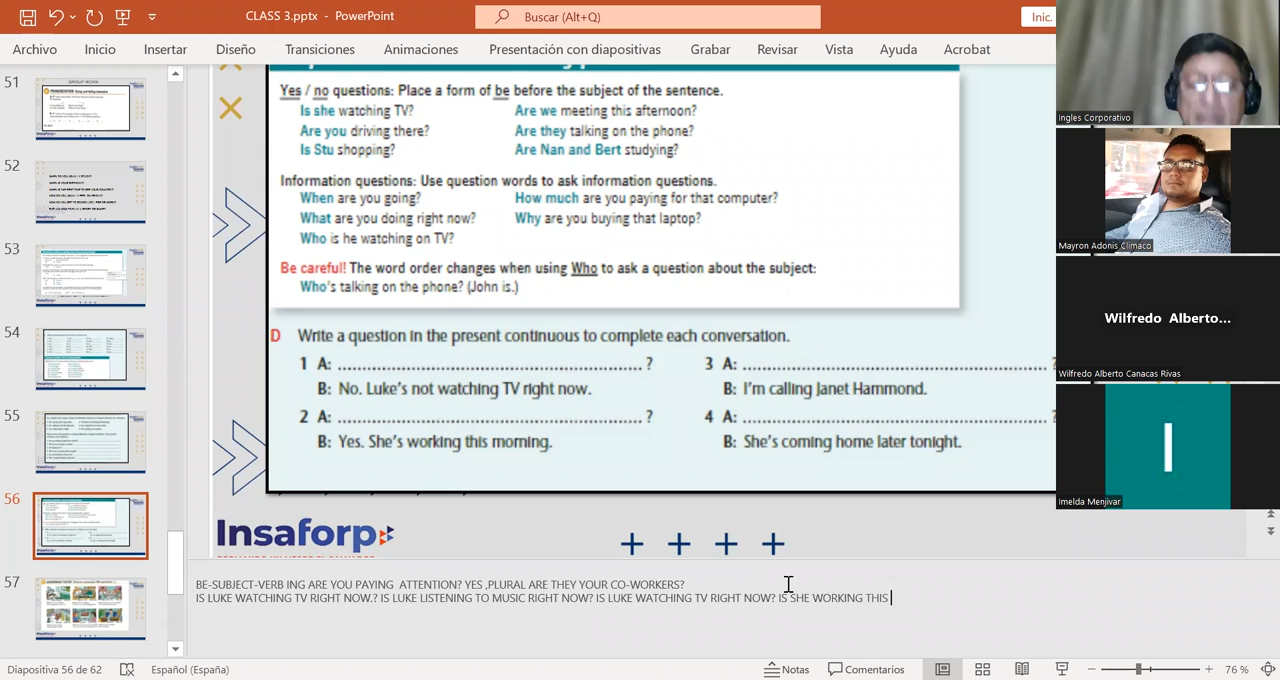 CLASS 3.pptx - PowerPoint
Buscar (Alt+Q)
Inic.
Archivo Inicio Insertar Diseño Transiciones Animaciones Presentación con diapositivas Grabar Revisar Vista Ayuda Acrobat
51
52
53
54
55
56
57
Yes / no questions: Place a form of be before the subject of the sentence.
Is she watching TV? Are we meeting this afternoon?
Are you driving there? Are they talking on the phone?
Is Stu shopping? Are Nan and Bert studying?
Information questions: Use question words to ask information questions.
When are you going? How much are you paying for that computer?
What are you doing right now? Why are you buying that laptop?
Who is he watching on TV?
Be careful! The word order changes when using Who to ask a question about the subject:
Who's talking on the phone? (John is.)
D Write a question in the present continuous to complete each conversation.
1 A: ..............................................................................?
B: No. Luke's not watching TV right now.
2 A: ..............................................................................?
B: Yes. She's working this morning.
3 A: ..............................................................................?
B: I'm calling Janet Hammond.
4 A: ..............................................................................?
B: She's coming home later tonight.
Insaforp
BE-SUBJECT-VERB ING ARE YOU PAYING  ATTENTION? YES ,PLURAL ARE THEY YOUR CO-WORKERS?
IS LUKE WATCHING TV RIGHT NOW.? IS LUKE LISTENING TO MUSIC RIGHT NOW? IS LUKE WATCHING TV RIGHT NOW? IS SHE WORKING THIS
Diapositiva 56 de 62 Español (España) Notas Comentarios 76 %
Ingles Corporativo
Mayron Adonis Climaco
Wilfredo Alberto...
Wilfredo Alberto Canacas Rivas
I
Imelda Menjivar